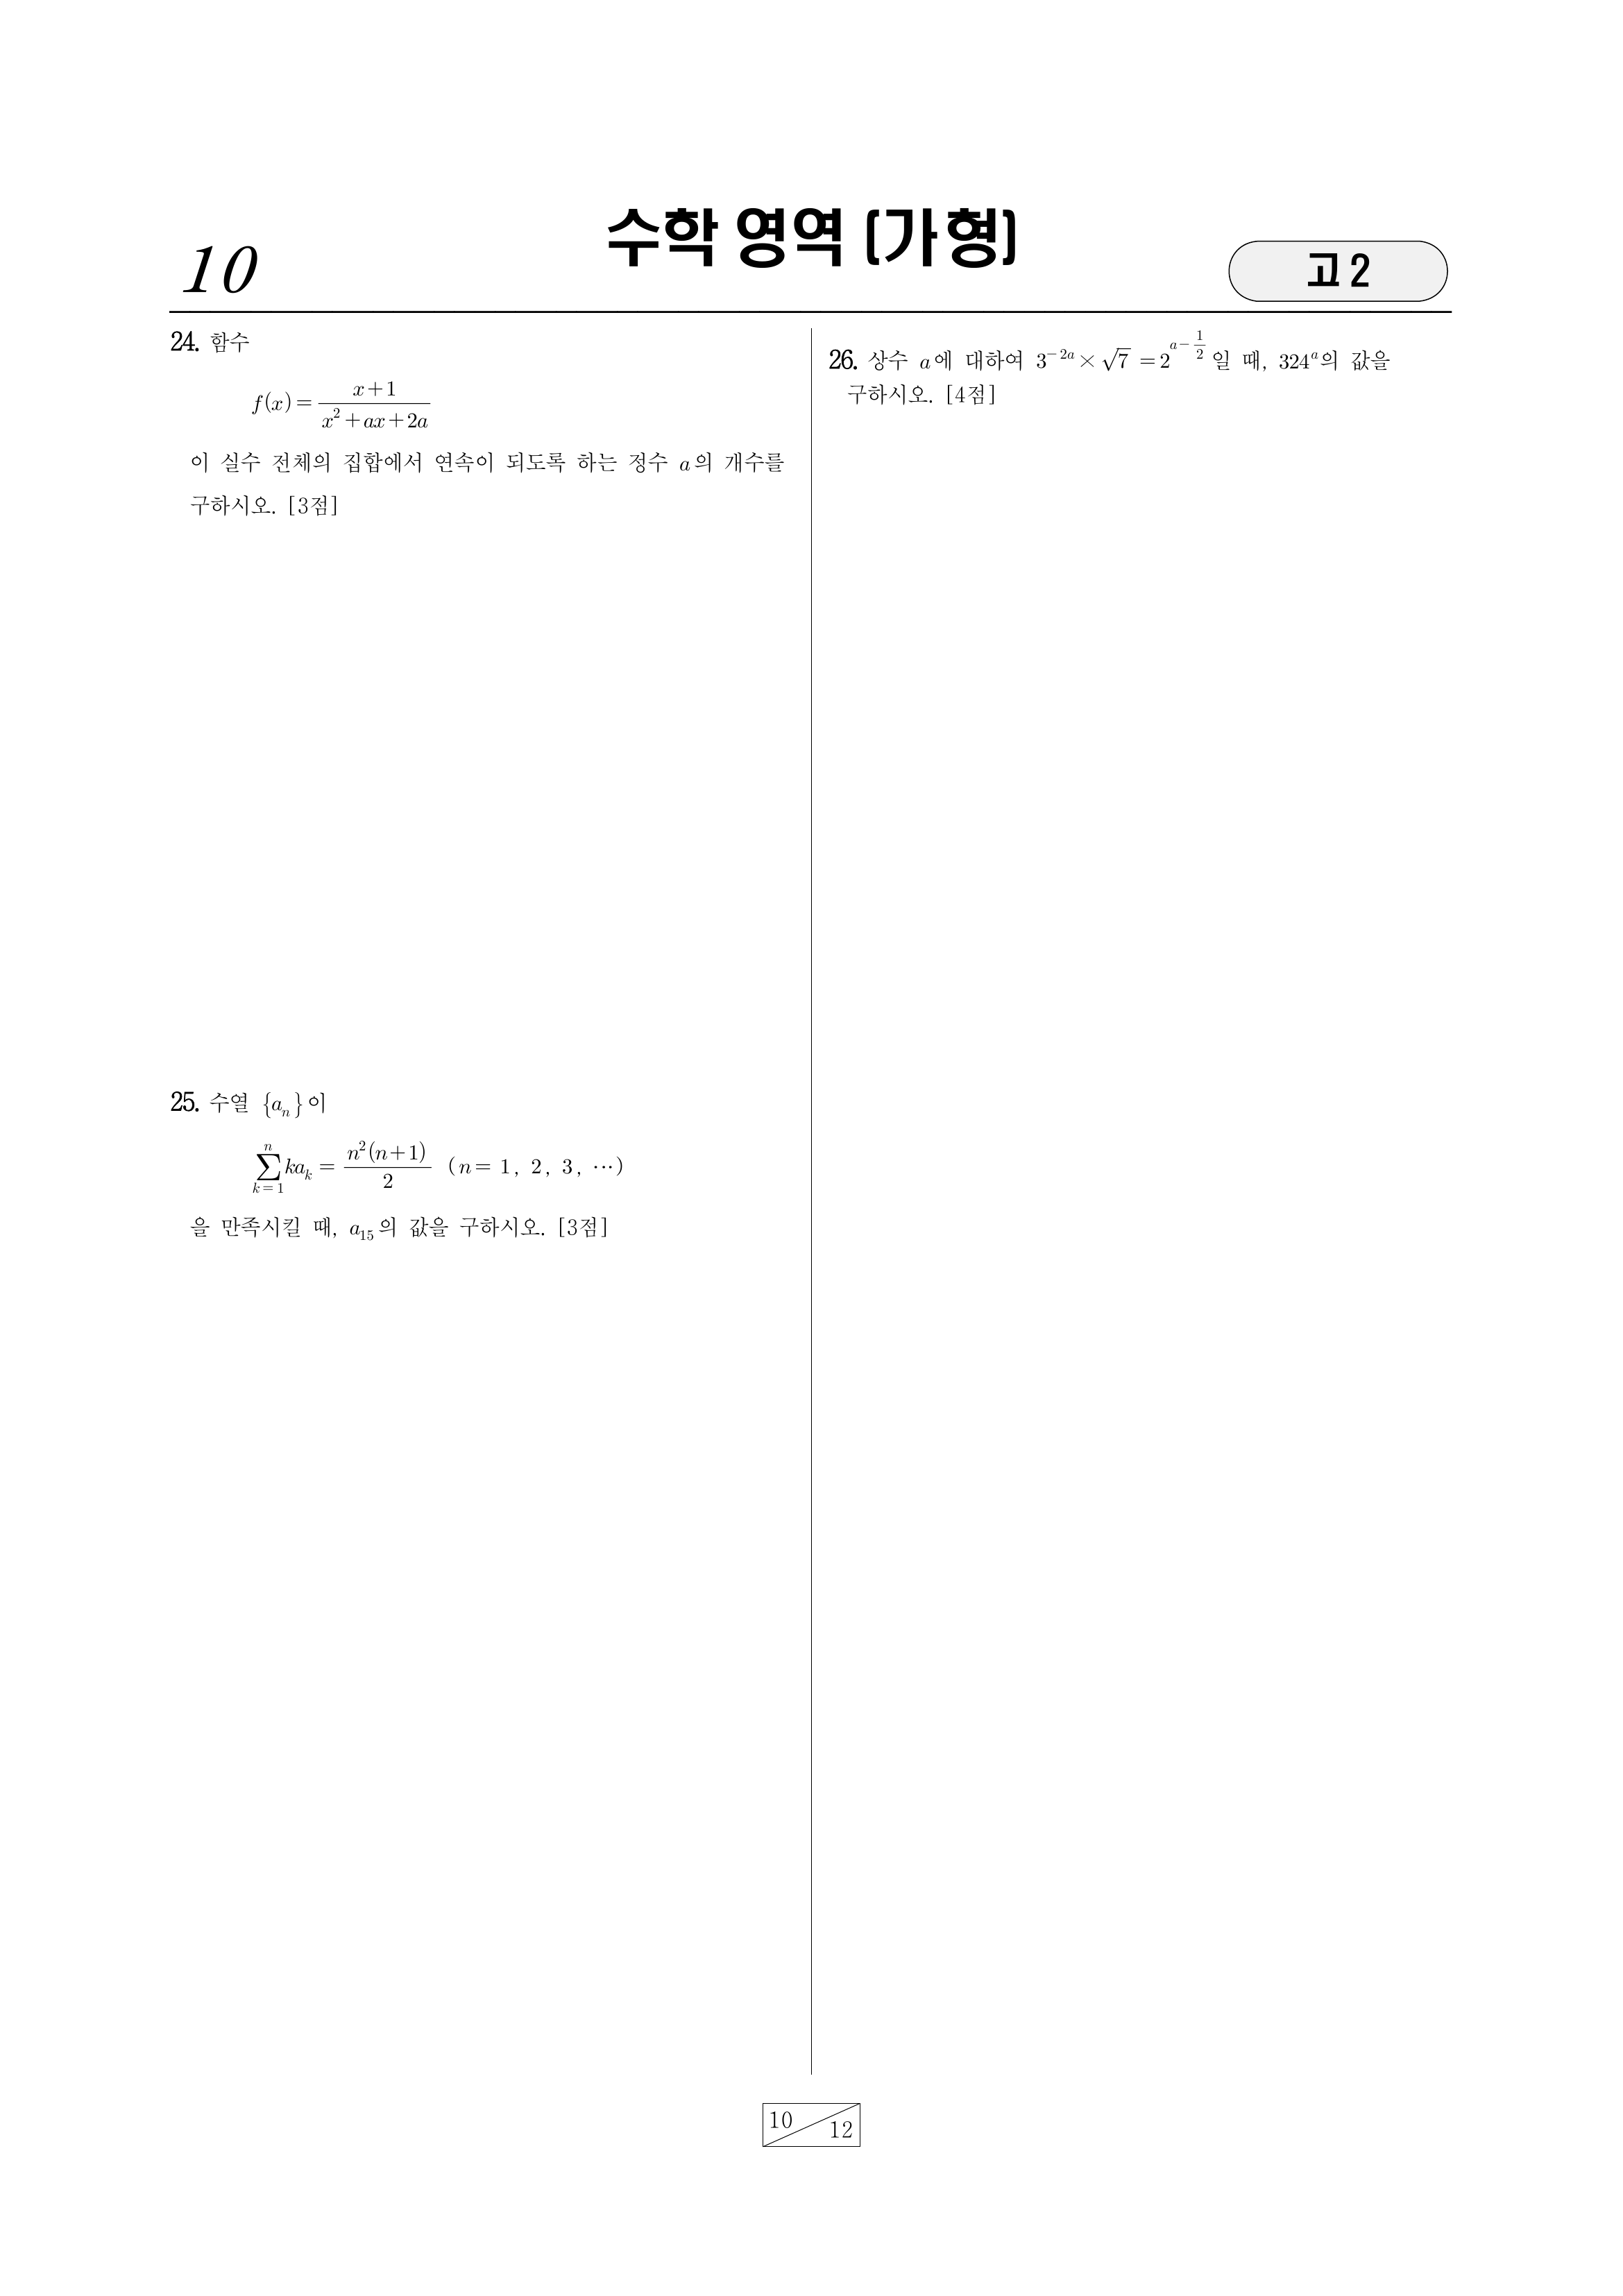 10
수학 영역 (가형)
고 2
24. 함수
f(x) = \frac{x+1}{x^2+ax+2a}
이 실수 전체의 집합에서 연속이 되도록 하는 정수 a의 개수를
구하시오. [3점]
25. 수열 {a_n}이
\sum_{k=1}^{n} ka_k = \frac{n^2(n+1)}{2} (n = 1, 2, 3, ⋯)
을 만족시킬 때, a_{15}의 값을 구하시오. [3점]
26. 상수 a에 대하여 3^{-2a} × \sqrt{7} = 2^{a-\frac{1}{2}}일 때, 324^a의 값을
구하시오. [4점]
10
12